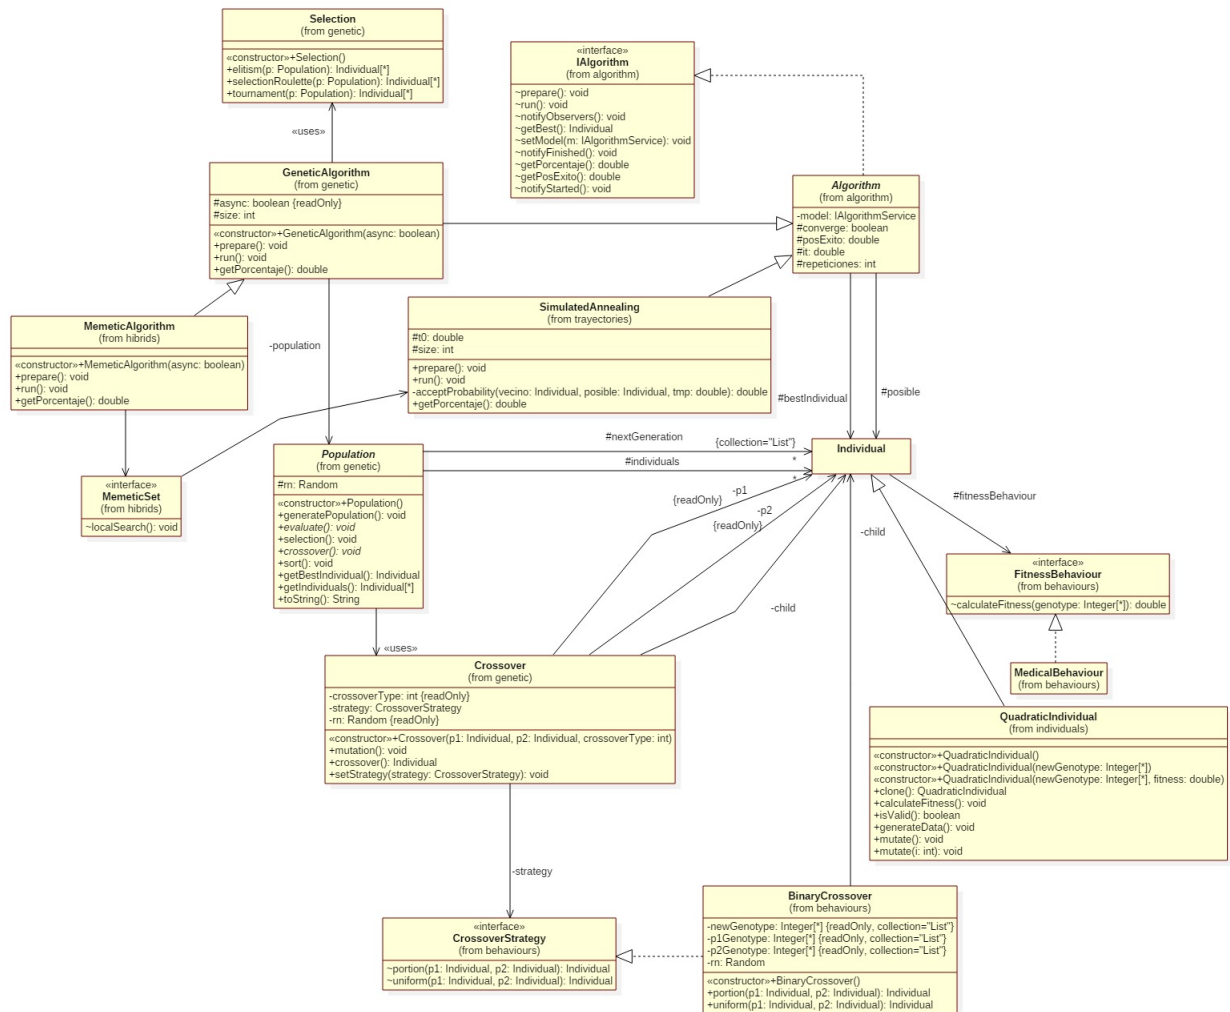 Selection
(from genetic)
«constructor»+Selection()
+elitism(p: Population): Individual[*]
+selectionRoulette(p: Population): Individual[*]
+tournament(p: Population): Individual[*]
«interface»
IAlgorithm
(from algorithm)
~prepare(): void
~run(): void
~notifyObservers(): void
~getBest(): Individual
~setModel(m: IAlgorithmService): void
~notifyFinished(): void
~getPorcentaje(): double
~getPosExito(): double
~notifyStarted(): void
«uses»
GeneticAlgorithm
(from genetic)
#async: boolean {readOnly}
#size: int
«constructor»+GeneticAlgorithm(async: boolean)
+prepare(): void
+run(): void
+getPorcentaje(): double
Algorithm
(from algorithm)
-model: IAlgorithmService
#converge: boolean
#posExito: double
#it: double
#repeticiones: int
MemeticAlgorithm
(from hibrids)
«constructor»+MemeticAlgorithm(async: boolean)
+prepare(): void
+run(): void
+getPorcentaje(): double
-population
SimulatedAnnealing
(from trayectories)
#t0: double
#size: int
+prepare(): void
+run(): void
-acceptProbability(vecino: Individual, posible: Individual, tmp: double): double
+getPorcentaje(): double
#bestIndividual
#posible
«interface»
MemeticSet
(from hibrids)
~localSearch(): void
Population
(from genetic)
#rn: Random
«constructor»+Population()
+generatePopulation(): void
+evaluate(): void
+selection(): void
+crossover(): void
+sort(): void
+getBestIndividual(): Individual
+getIndividuals(): Individual[*]
+toString(): String
#nextGeneration
{collection="List"}
*
#individuals
*
Individual
-p1
{readOnly}
-p2
{readOnly}
-child
-child
#fitnessBehaviour
«interface»
FitnessBehaviour
(from behaviours)
~calculateFitness(genotype: Integer[*]): double
MedicalBehaviour
(from behaviours)
«uses»
Crossover
(from genetic)
-crossoverType: int {readOnly}
-strategy: CrossoverStrategy
-rn: Random {readOnly}
«constructor»+Crossover(p1: Individual, p2: Individual, crossoverType: int)
+mutation(): void
+crossover(): Individual
+setStrategy(strategy: CrossoverStrategy): void
QuadraticIndividual
(from individuals)
«constructor»+QuadraticIndividual()
«constructor»+QuadraticIndividual(newGenotype: Integer[*])
«constructor»+QuadraticIndividual(newGenotype: Integer[*], fitness: double)
+clone(): QuadraticIndividual
+calculateFitness(): void
+isValid(): boolean
+generateData(): void
+mutate(): void
+mutate(i: int): void
-strategy
«interface»
CrossoverStrategy
(from behaviours)
~portion(p1: Individual, p2: Individual): Individual
~uniform(p1: Individual, p2: Individual): Individual
BinaryCrossover
(from behaviours)
-newGenotype: Integer[*] {readOnly, collection="List"}
-p1Genotype: Integer[*] {readOnly, collection="List"}
-p2Genotype: Integer[*] {readOnly, collection="List"}
-rn: Random
«constructor»+BinaryCrossover()
+portion(p1: Individual, p2: Individual): Individual
+uniform(p1: Individual, p2: Individual): Individual